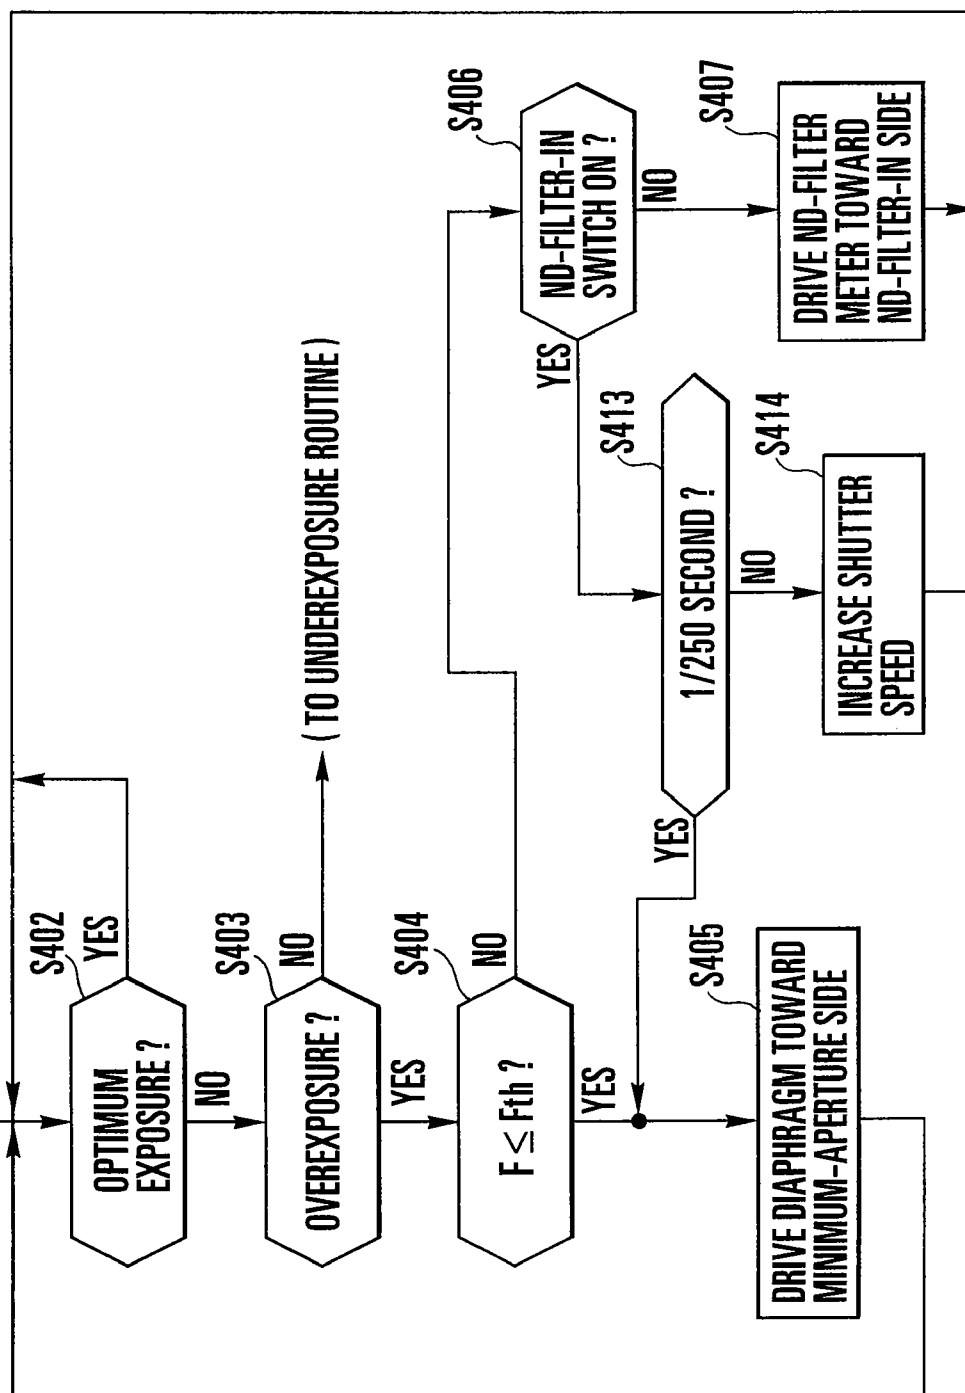 S402
OPTIMUM
EXPOSURE ?
YES
NO
S403
OVEREXPOSURE ?
NO
(TO UNDEREXPOSURE ROUTINE)
YES
S404
F ≤ Fth ?
NO
YES
S405
DRIVE DIAPHRAGM TOWARD
MINIMUM-APERTURE SIDE
S406
ND-FILTER-IN
SWITCH ON ?
YES
NO
S413
1/250 SECOND ?
YES
NO
S414
INCREASE SHUTTER
SPEED
S407
DRIVE ND-FILTER
METER TOWARD
ND-FILTER-IN SIDE